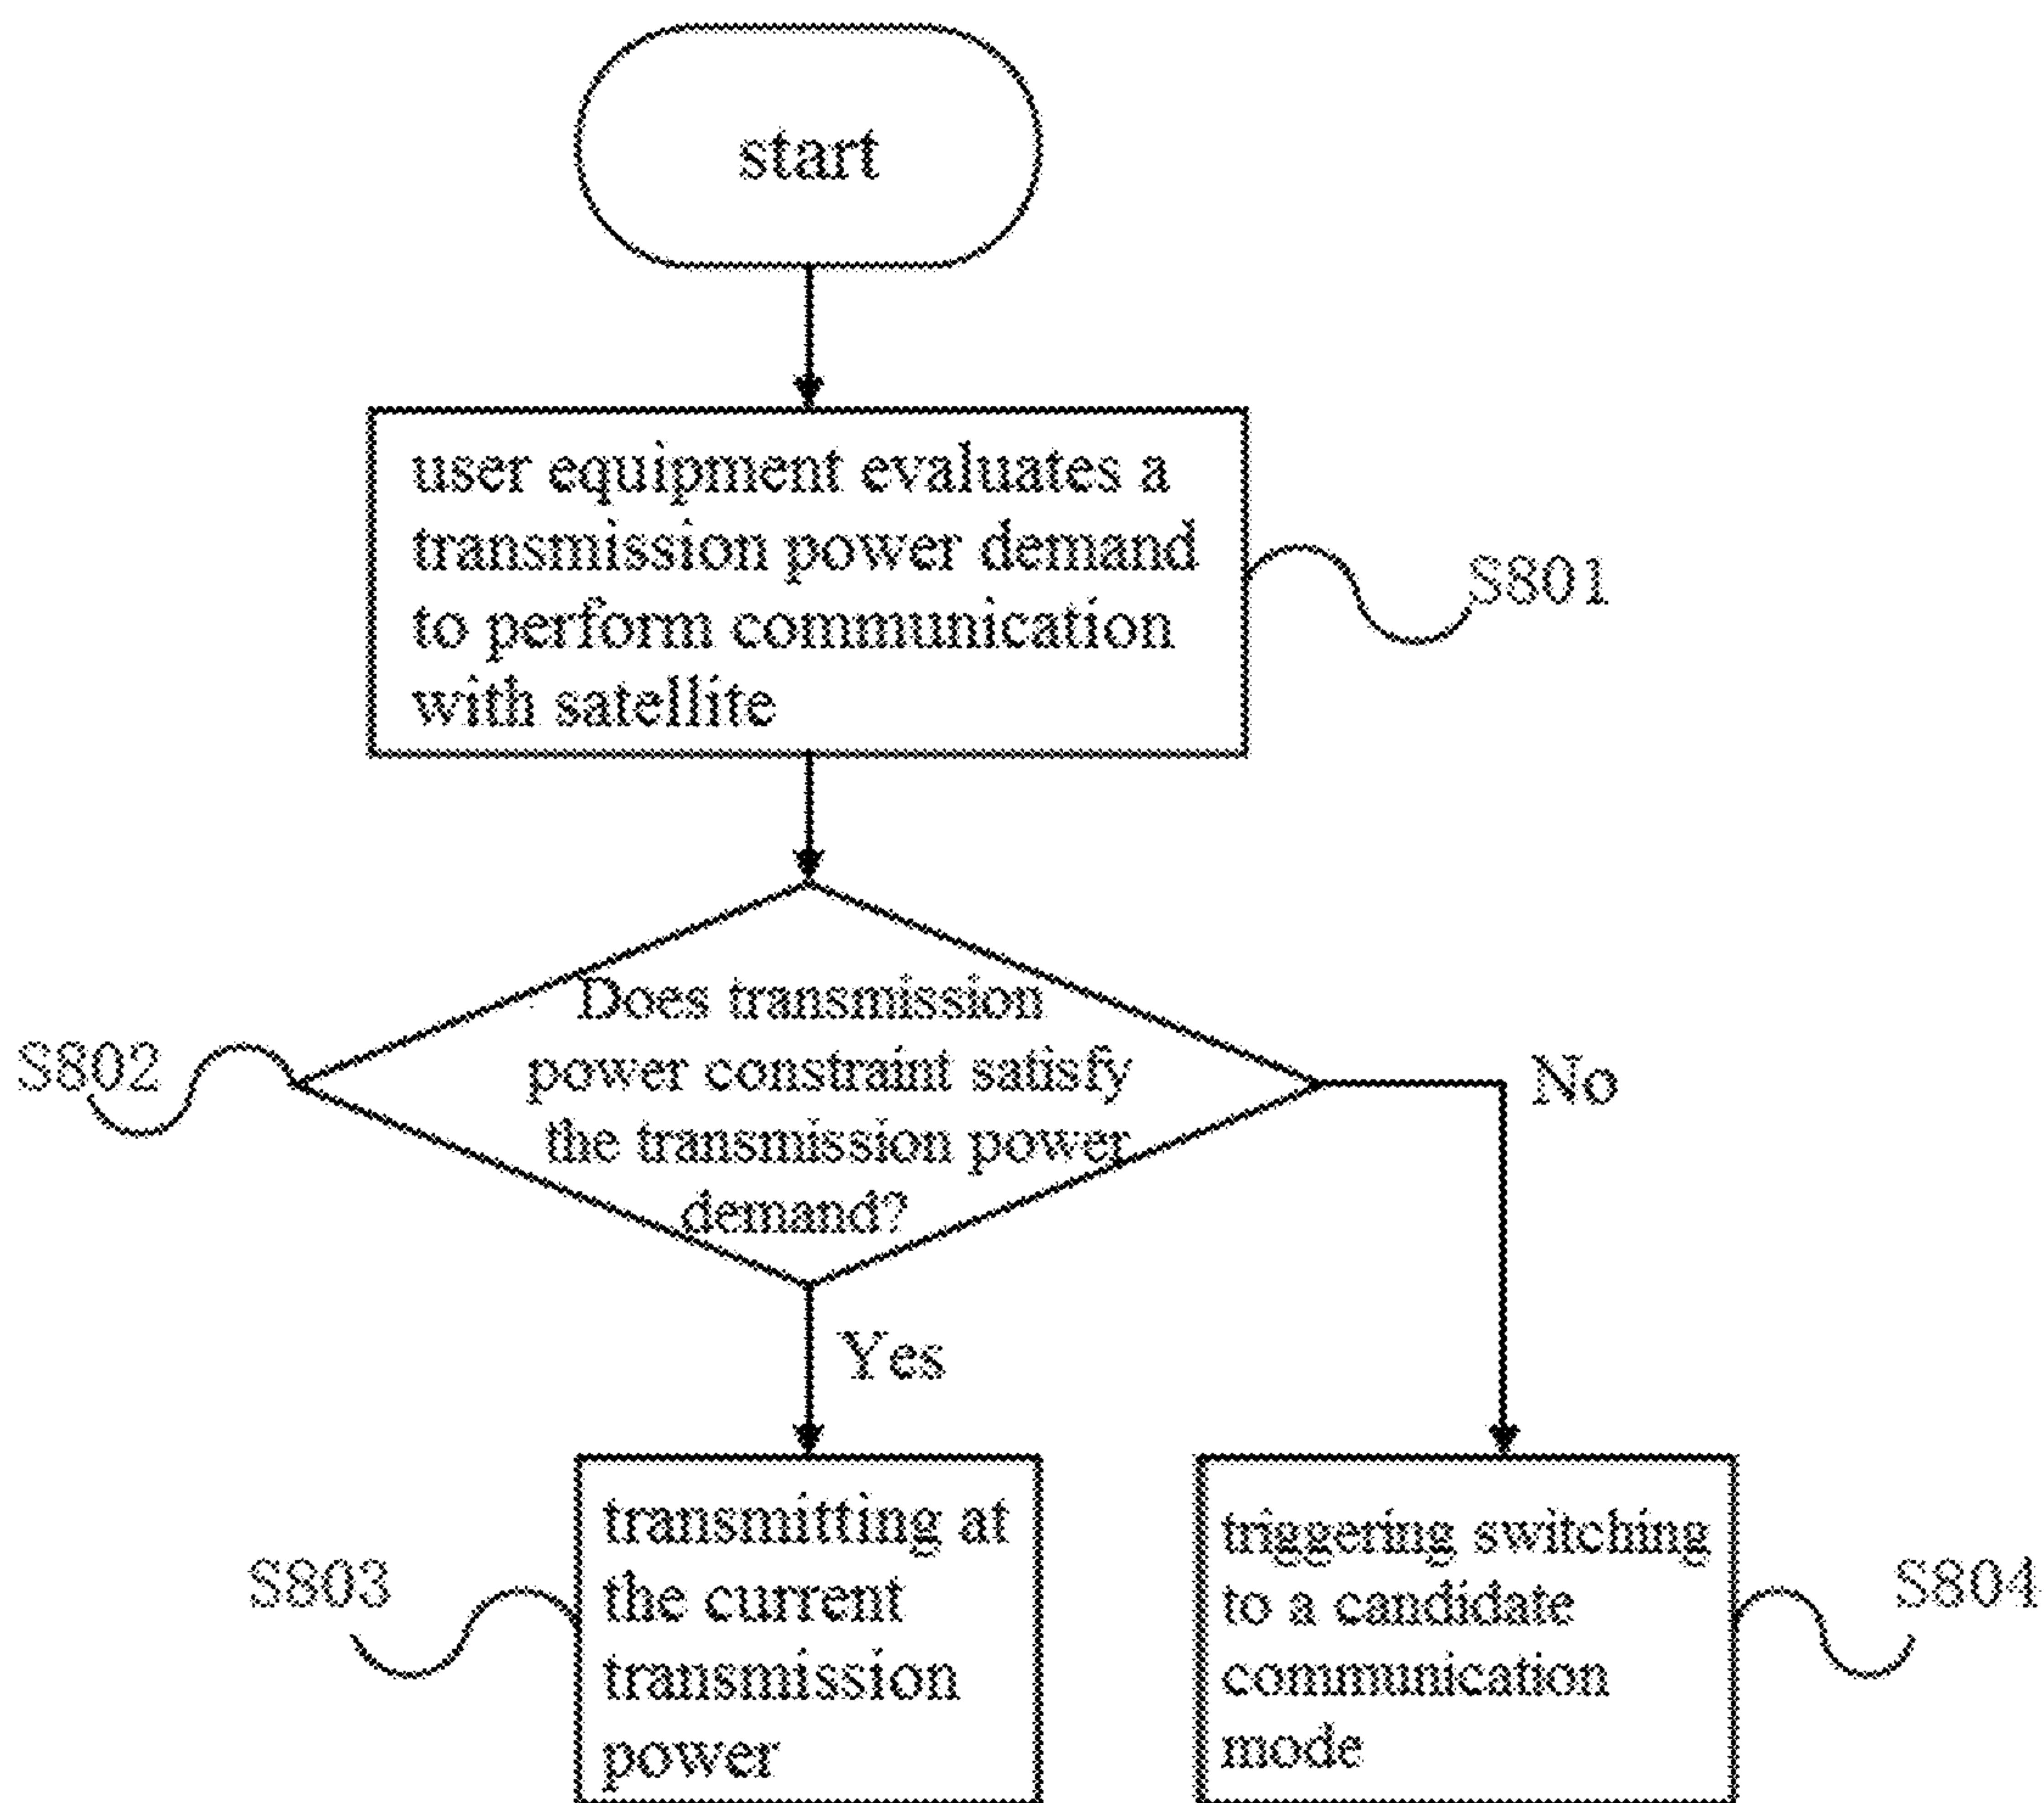 start
user equipment evaluates a
transmission power demand
to perform communication
with satellite
S801
Does transmission
power constraint satisfy
the transmission power
demand?
S802
No
Yes
transmitting at
the current
transmission
power
S803
triggering switching
to a candidate
communication
mode
S804